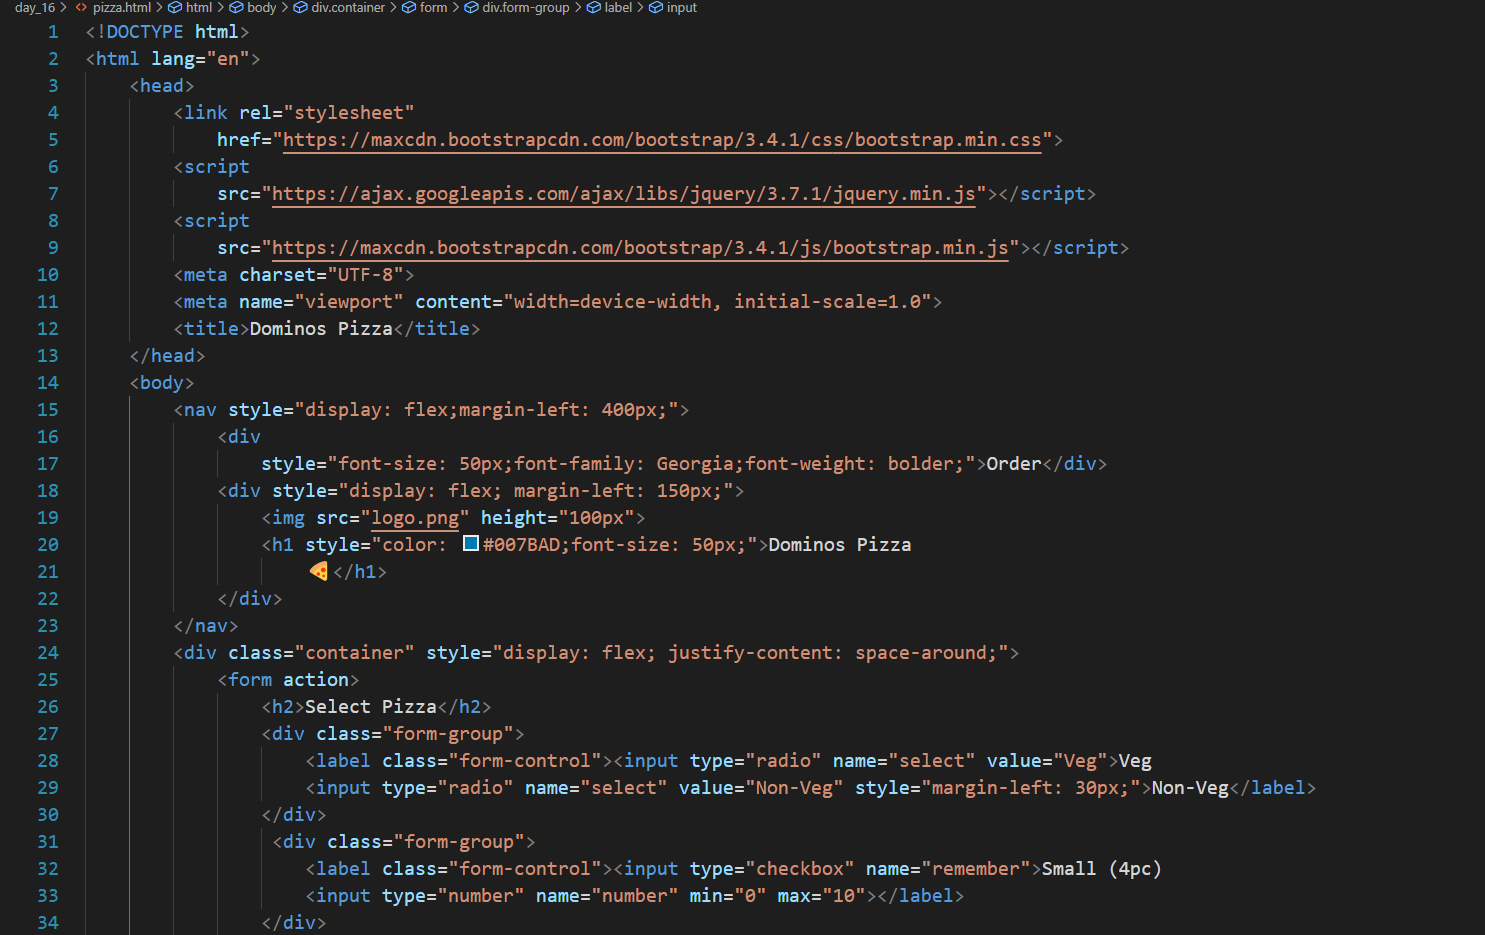 day_16 > <> pizza.html > html > body > div.container > form > div.form-group > label > input
1 <!DOCTYPE html>
2 <html lang="en">
3 <head>
4 <link rel="stylesheet"
5 href="https://maxcdn.bootstrapcdn.com/bootstrap/3.4.1/css/bootstrap.min.css">
6 <script
7 src="https://ajax.googleapis.com/ajax/libs/jquery/3.7.1/jquery.min.js"></script>
8 <script
9 src="https://maxcdn.bootstrapcdn.com/bootstrap/3.4.1/js/bootstrap.min.js"></script>
10 <meta charset="UTF-8">
11 <meta name="viewport" content="width=device-width, initial-scale=1.0">
12 <title>Dominos Pizza</title>
13 </head>
14 <body>
15 <nav style="display: flex;margin-left: 400px;">
16 <div
17 style="font-size: 50px;font-family: Georgia;font-weight: bolder;">Order</div>
18 <div style="display: flex; margin-left: 150px;">
19 <img src="logo.png" height="100px">
20 <h1 style="color: #007BAD;font-size: 50px;">Dominos Pizza
21 🍕</h1>
22 </div>
23 </nav>
24 <div class="container" style="display: flex; justify-content: space-around;">
25 <form action>
26 <h2>Select Pizza</h2>
27 <div class="form-group">
28 <label class="form-control"><input type="radio" name="select" value="Veg">Veg
29 <input type="radio" name="select" value="Non-Veg" style="margin-left: 30px;">Non-Veg</label>
30 </div>
31 <div class="form-group">
32 <label class="form-control"><input type="checkbox" name="remember">Small (4pc)
33 <input type="number" name="number" min="0" max="10"></label>
34 </div>